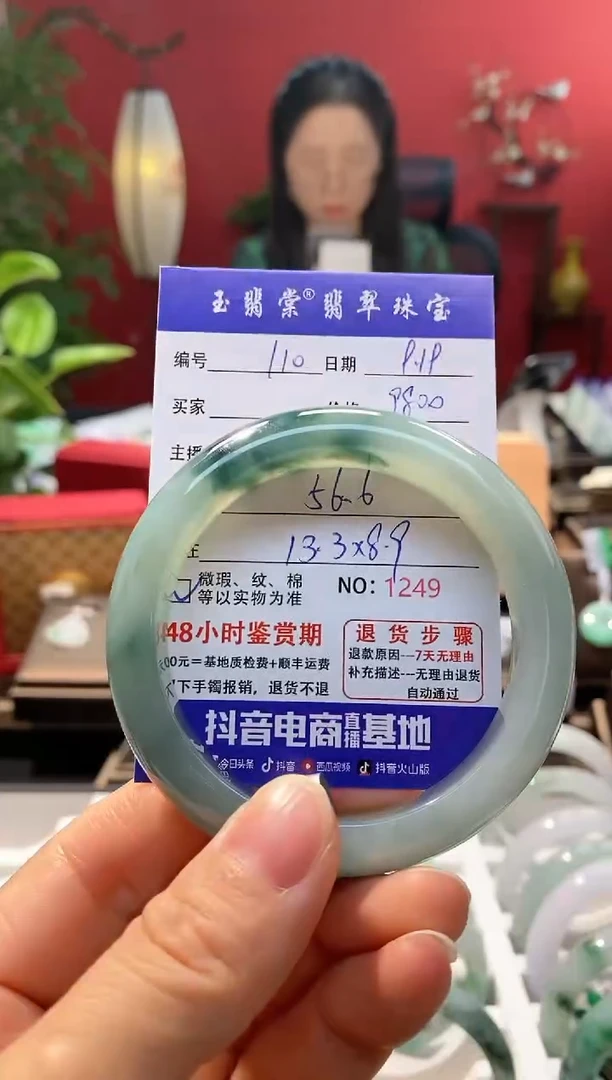 玉翡棠®翡翠珠宝
编号 110 日期 9.19
买家 9800
主播
56.6
13.3x8.9
微瑕、纹、棉
等以实物为准
NO: 1249
48小时鉴赏期
00元=基地质检费+顺丰运费
下手镯报销，退货不退
退货步骤
退款原因---7天无理由
补充描述---无理由退货
自动通过
抖音电商直播基地
今日头条 抖音 西瓜视频 抖音火山版